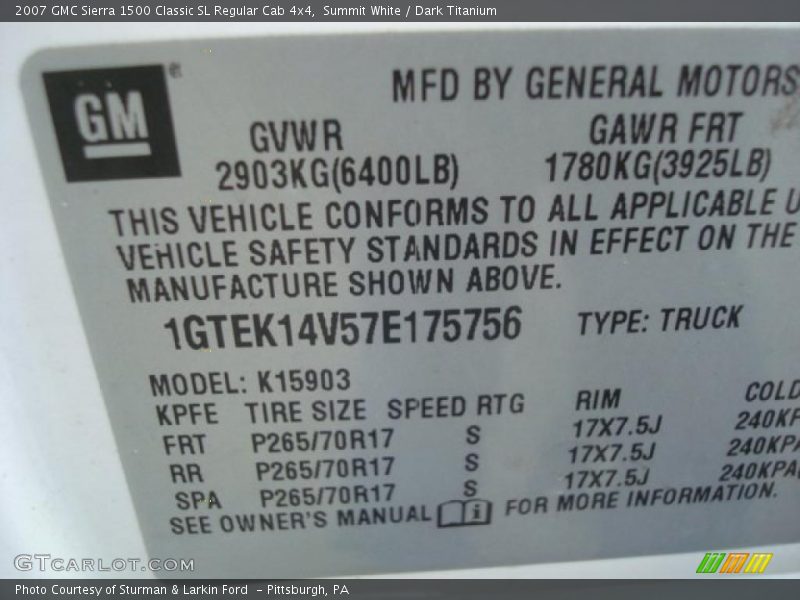 2007 GMC Sierra 1500 Classic SL Regular Cab 4x4,  Summit White / Dark Titanium
GM ®
MFD BY GENERAL MOTORS
GVWR GAWR FRT
2903KG(6400LB) 1780KG(3925LB)
THIS VEHICLE CONFORMS TO ALL APPLICABLE U
VEHICLE SAFETY STANDARDS IN EFFECT ON THE
MANUFACTURE SHOWN ABOVE.
1GTEK14V57E175756 TYPE: TRUCK
MODEL: K15903
KPFE TIRE SIZE SPEED RTG RIM COLD
FRT P265/70R17 S 17X7.5J 240KP
RR P265/70R17 S 17X7.5J 240KPA
SPA P265/70R17 S 17X7.5J 240KPA
SEE OWNER'S MANUAL i FOR MORE INFORMATION.
GTCARLOT.COM
Photo Courtesy of Sturman & Larkin Ford  - Pittsburgh, PA